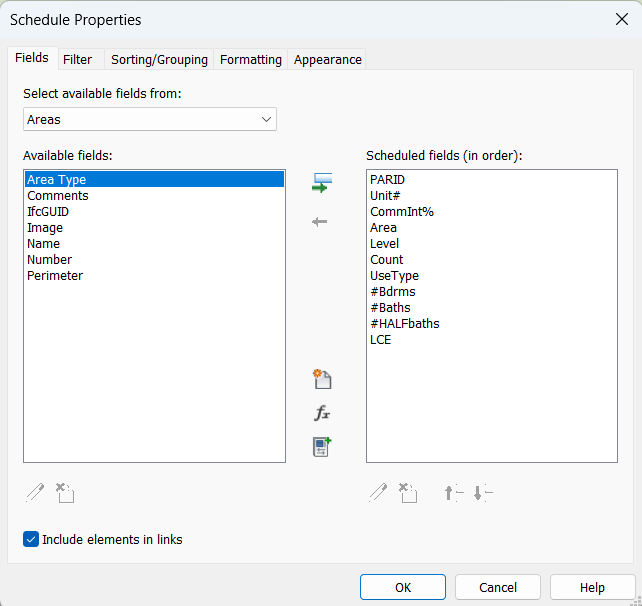 Schedule Properties
Fields
Filter
Sorting/Grouping
Formatting
Appearance
Select available fields from:
Areas
Available fields:
Area Type
Comments
IfcGUID
Image
Name
Number
Perimeter
fx
Scheduled fields (in order):
PARID
Unit#
CommInt%
Area
Level
Count
UseType
#Bdrms
#Baths
#HALFbaths
LCE
Include elements in links
OK
Cancel
Help